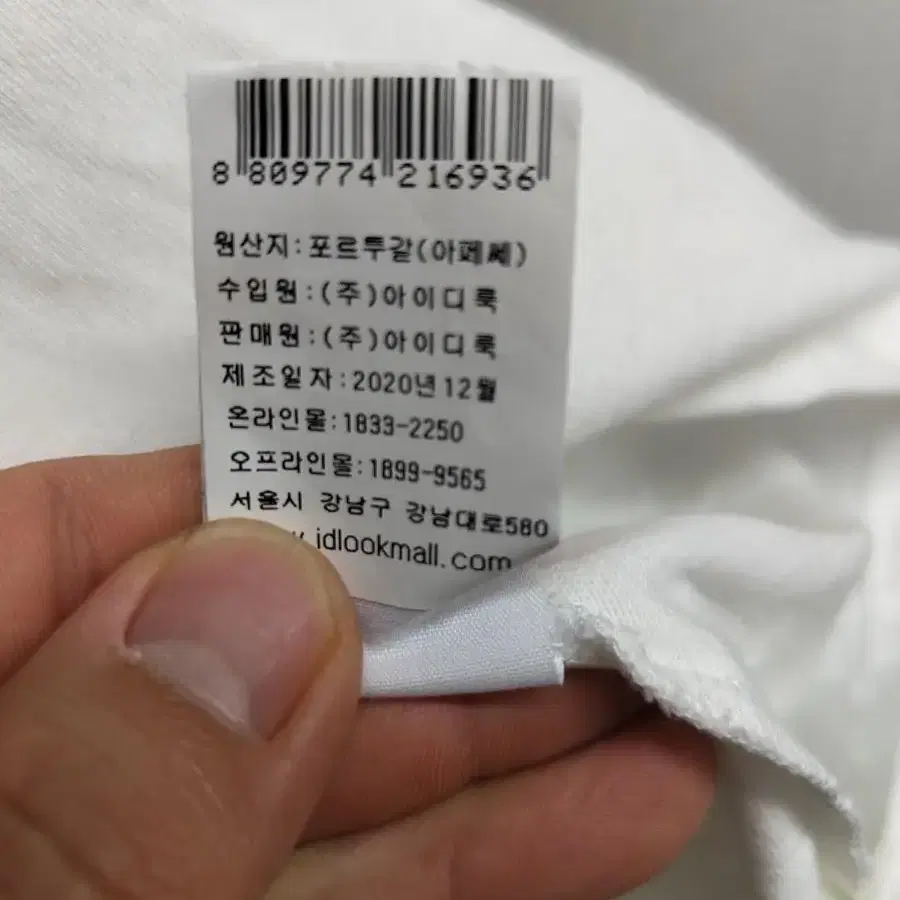 8 809774 216936
원산지:포르투갈(아페쎄)
수입원:(주)아이디룩
판매원:(주)아이디룩
제조일자:2020년12월
온라인몰:1833-2250
오프라인몰:1899-9565
서울시 강남구 강남대로580
.idlookmall.com